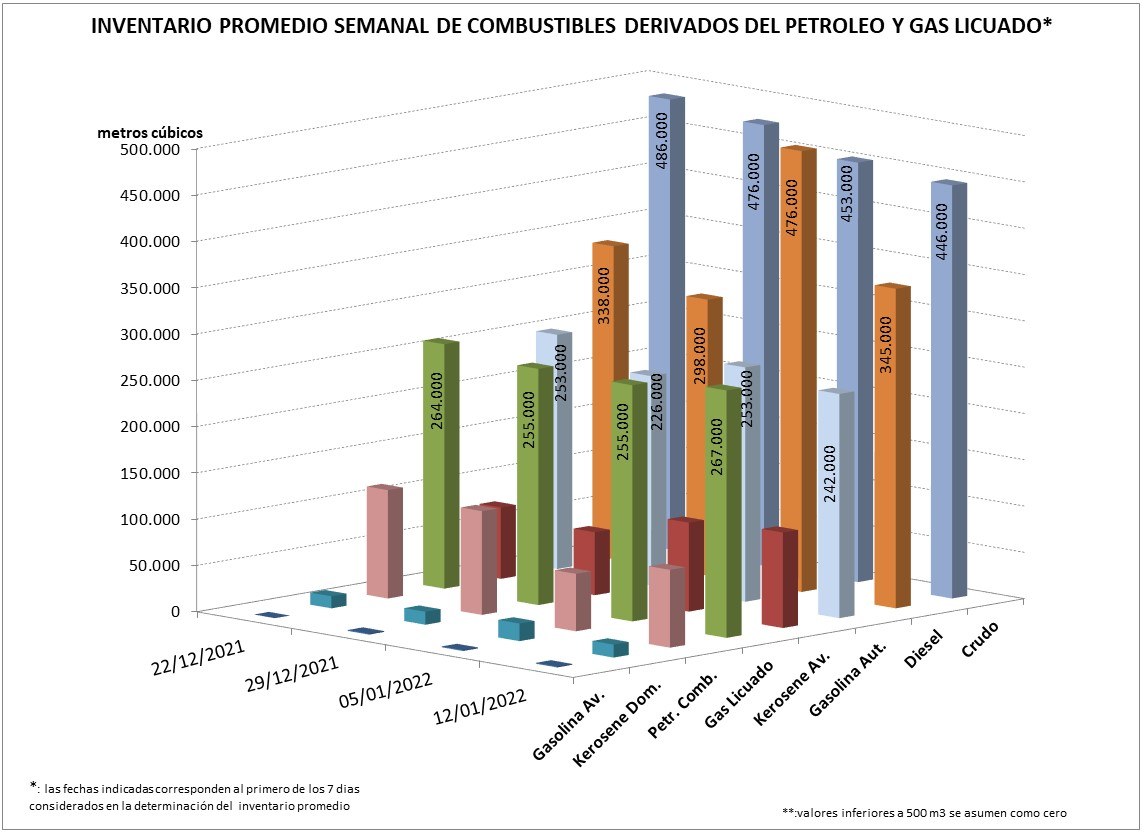 INVENTARIO PROMEDIO SEMANAL DE COMBUSTIBLES DERIVADOS DEL PETROLEO Y GAS LICUADO*
metros cúbicos
500.000
450.000
400.000
350.000
300.000
250.000
200.000
150.000
100.000
50.000
0
486.000
476.000
453.000
446.000
338.000
298.000
476.000
345.000
253.000
226.000
253.000
242.000
264.000
255.000
255.000
267.000
22/12/2021
29/12/2021
05/01/2022
12/01/2022
Gasolina Av.
Kerosene Dom.
Petr. Comb.
Gas Licuado
Kerosene Av.
Gasolina Aut.
Diesel
Crudo
*: las fechas indicadas corresponden al primero de los 7 dias
considerados en la determinación del inventario promedio
**:valores inferiores a 500 m3 se asumen como cero